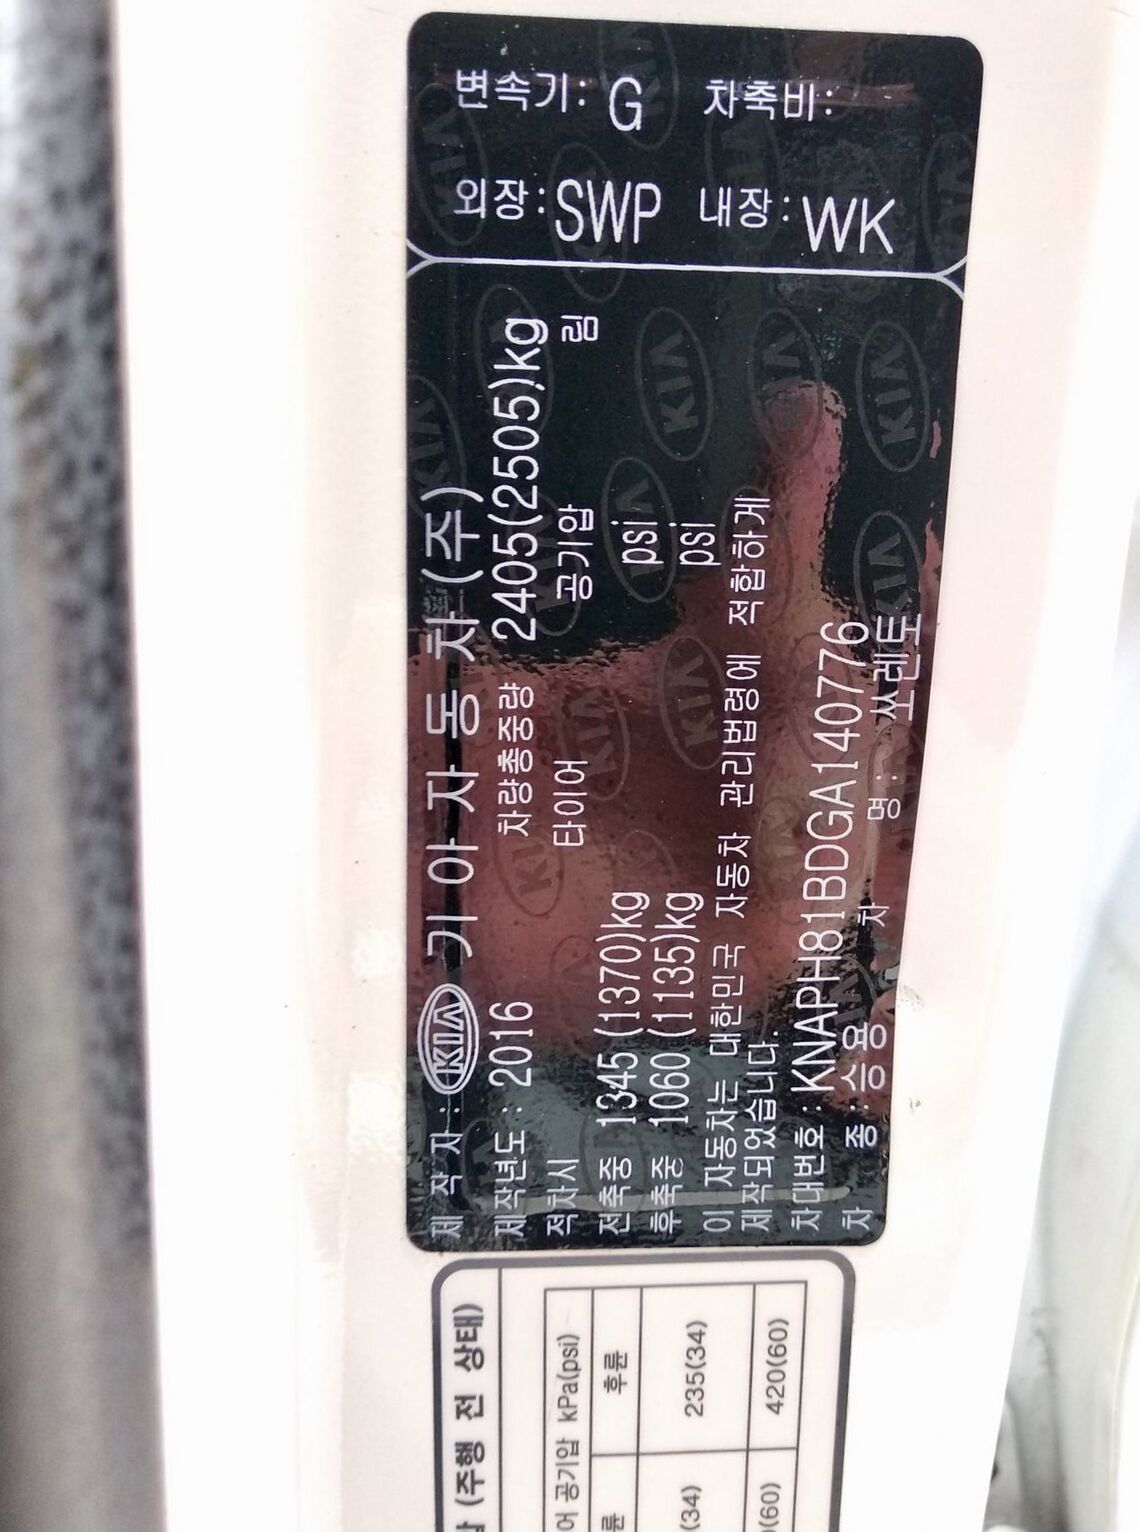 변속기: G 차축비:
외장: SWP 내장: WK
제 작 자: KIA 기 아 자 동 차 (주)
제작년도: 2016 차량총중량 2405(2505)kg
적차시 타이어 공기압 림
전축중 1345 (1370)kg psi
후축중 1060 (1135)kg psi
이 자동차는 대한민국 자동차 관리법령에 적합하게
제작되었습니다.
차대번호: KNAPH81BDGA140776
차 종: 승용 차 명: 쏘렌토
(주행 전 상태)
어 공기압 kPa(psi)
륜 후륜
(34) 235(34)
(60) 420(60)